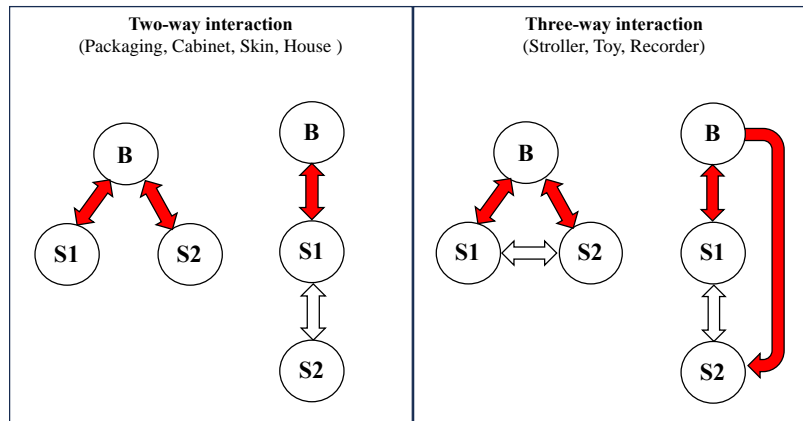 Two-way interaction
(Packaging, Cabinet, Skin, House )
B
S1
S2
B
S1
S2
Three-way interaction
(Stroller, Toy, Recorder)
B
S1
S2
B
S1
S2